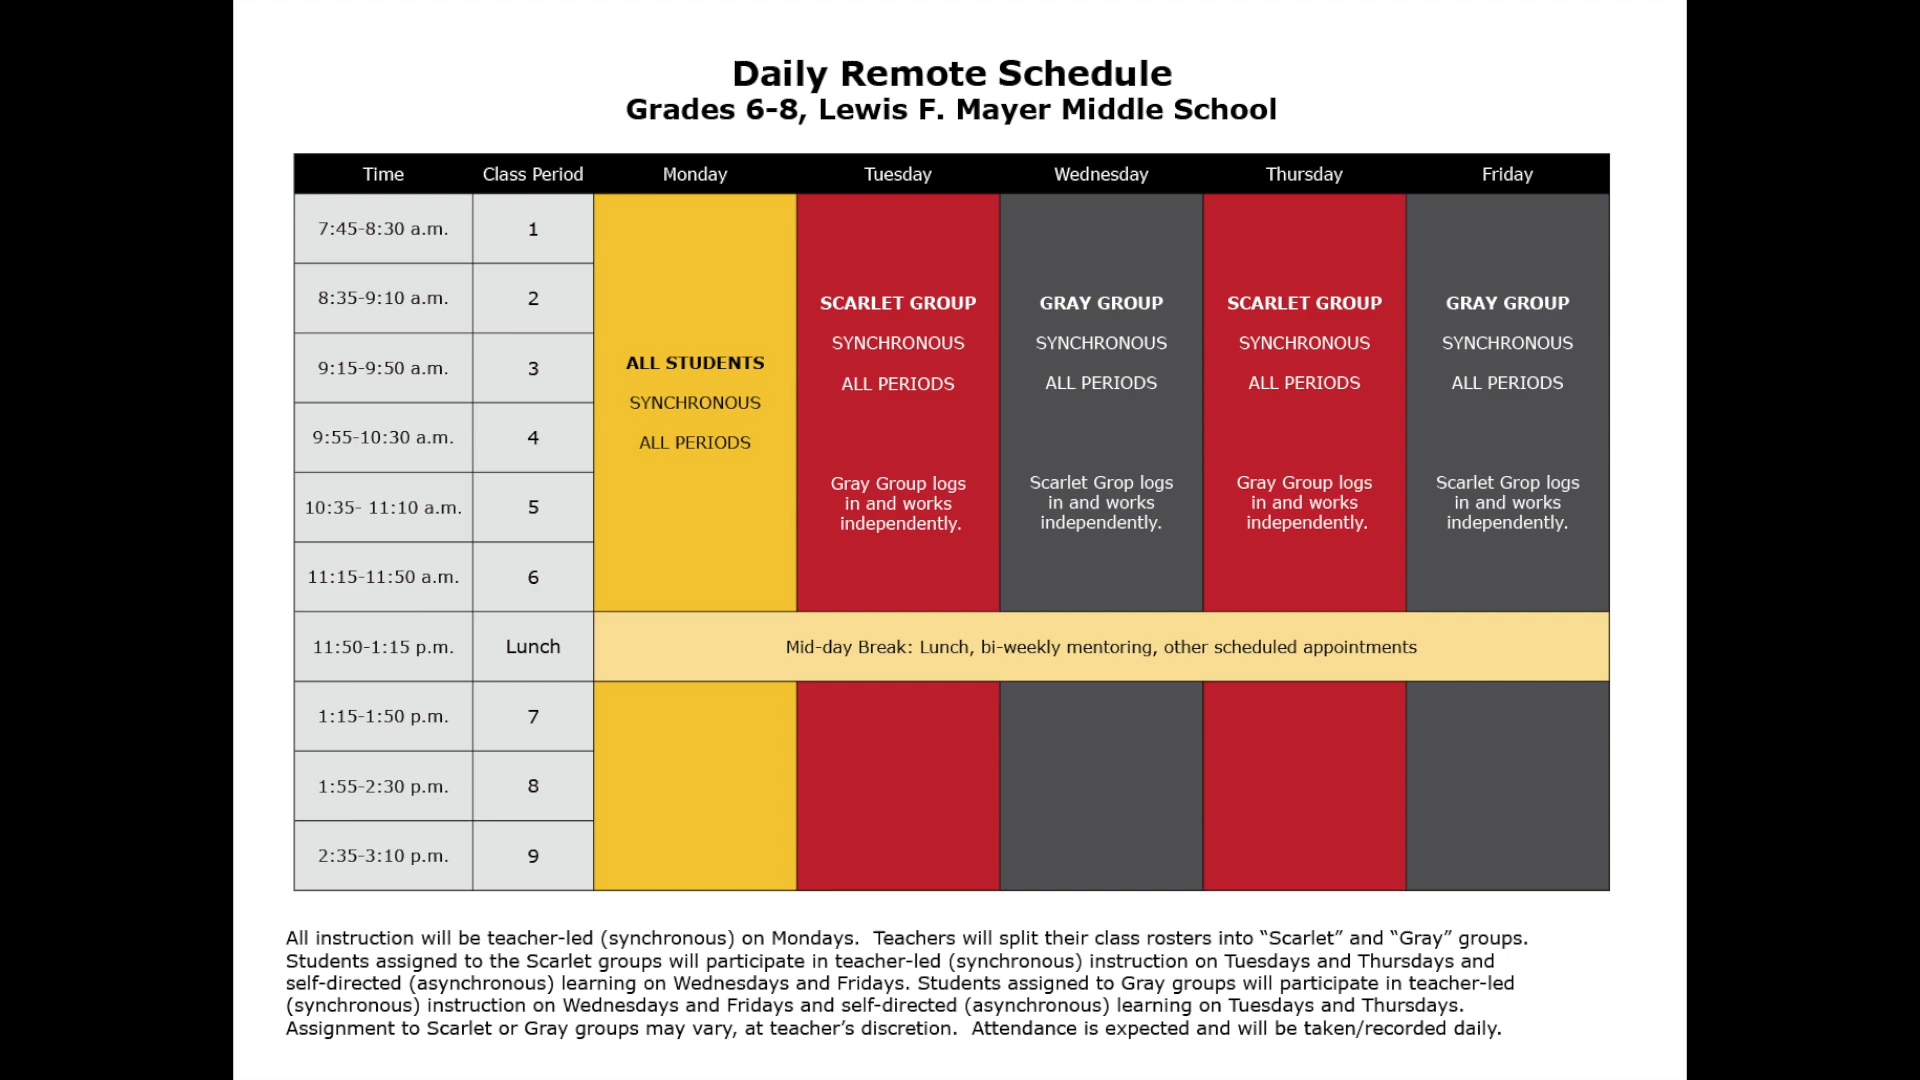 Daily Remote Schedule
Grades 6-8, Lewis F. Mayer Middle School
Time Class Period Monday Tuesday Wednesday Thursday Friday
7:45-8:30 a.m. 1
8:35-9:10 a.m. 2
9:15-9:50 a.m. 3
9:55-10:30 a.m. 4
10:35- 11:10 a.m. 5
11:15-11:50 a.m. 6
ALL STUDENTS
SYNCHRONOUS
ALL PERIODS
SCARLET GROUP
SYNCHRONOUS
ALL PERIODS
Gray Group logs
in and works
independently.
GRAY GROUP
SYNCHRONOUS
ALL PERIODS
Scarlet Grop logs
in and works
independently.
SCARLET GROUP
SYNCHRONOUS
ALL PERIODS
Gray Group logs
in and works
independently.
GRAY GROUP
SYNCHRONOUS
ALL PERIODS
Scarlet Grop logs
in and works
independently.
11:50-1:15 p.m. Lunch Mid-day Break: Lunch, bi-weekly mentoring, other scheduled appointments
1:15-1:50 p.m. 7
1:55-2:30 p.m. 8
2:35-3:10 p.m. 9
All instruction will be teacher-led (synchronous) on Mondays.  Teachers will split their class rosters into “Scarlet” and “Gray” groups.
Students assigned to the Scarlet groups will participate in teacher-led (synchronous) instruction on Tuesdays and Thursdays and
self-directed (asynchronous) learning on Wednesdays and Fridays. Students assigned to Gray groups will participate in teacher-led
(synchronous) instruction on Wednesdays and Fridays and self-directed (asynchronous) learning on Tuesdays and Thursdays.
Assignment to Scarlet or Gray groups may vary, at teacher’s discretion.  Attendance is expected and will be taken/recorded daily.